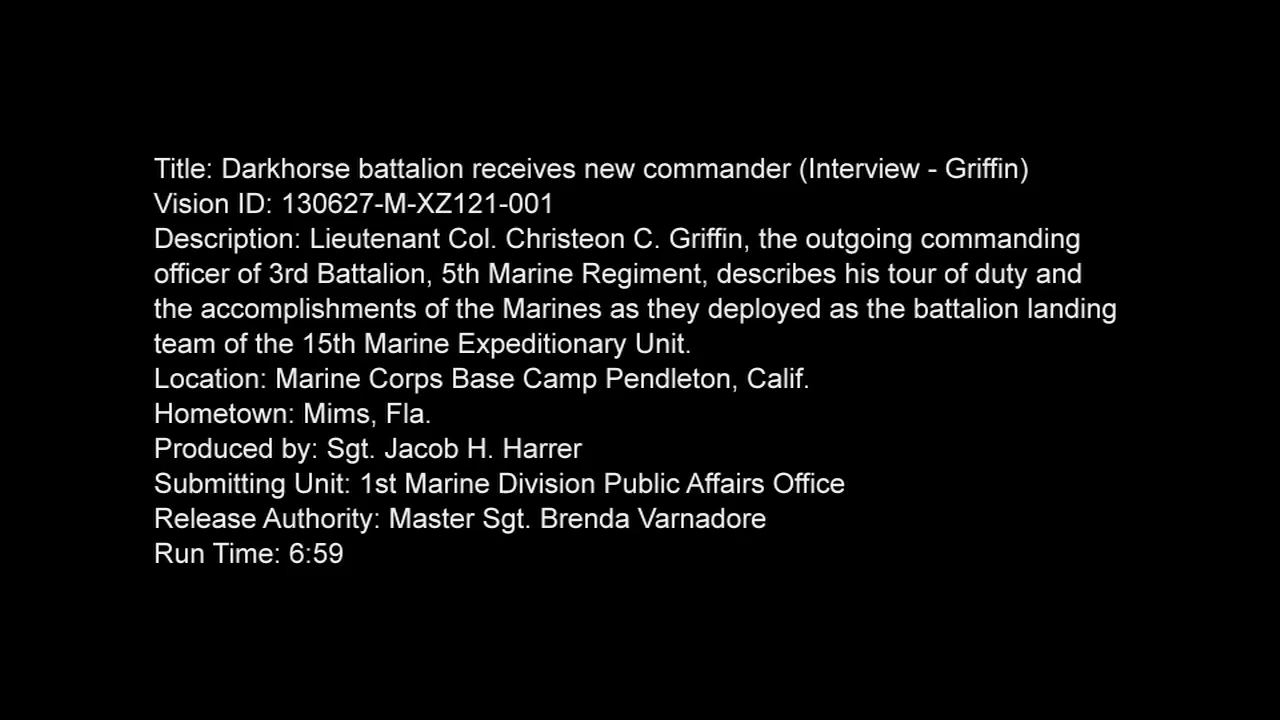 Title: Darkhorse battalion receives new commander (Interview - Griffin)
Vision ID: 130627-M-XZ121-001
Description: Lieutenant Col. Christeon C. Griffin, the outgoing commanding
officer of 3rd Battalion, 5th Marine Regiment, describes his tour of duty and
the accomplishments of the Marines as they deployed as the battalion landing
team of the 15th Marine Expeditionary Unit.
Location: Marine Corps Base Camp Pendleton, Calif.
Hometown: Mims, Fla.
Produced by: Sgt. Jacob H. Harrer
Submitting Unit: 1st Marine Division Public Affairs Office
Release Authority: Master Sgt. Brenda Varnadore
Run Time: 6:59